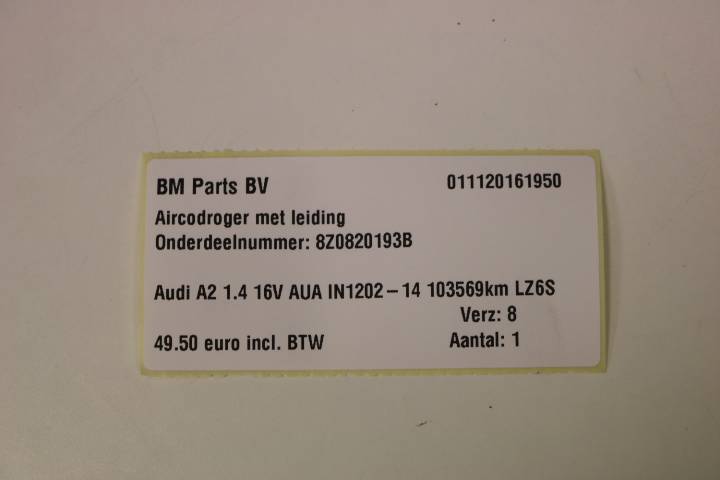 BM Parts BV 011120161950
Aircodroger met leiding
Onderdeelnummer: 8Z0820193B
Audi A2 1.4 16V AUA IN1202-14 103569km LZ6S
Verz: 8
49.50 euro incl. BTW Aantal: 1